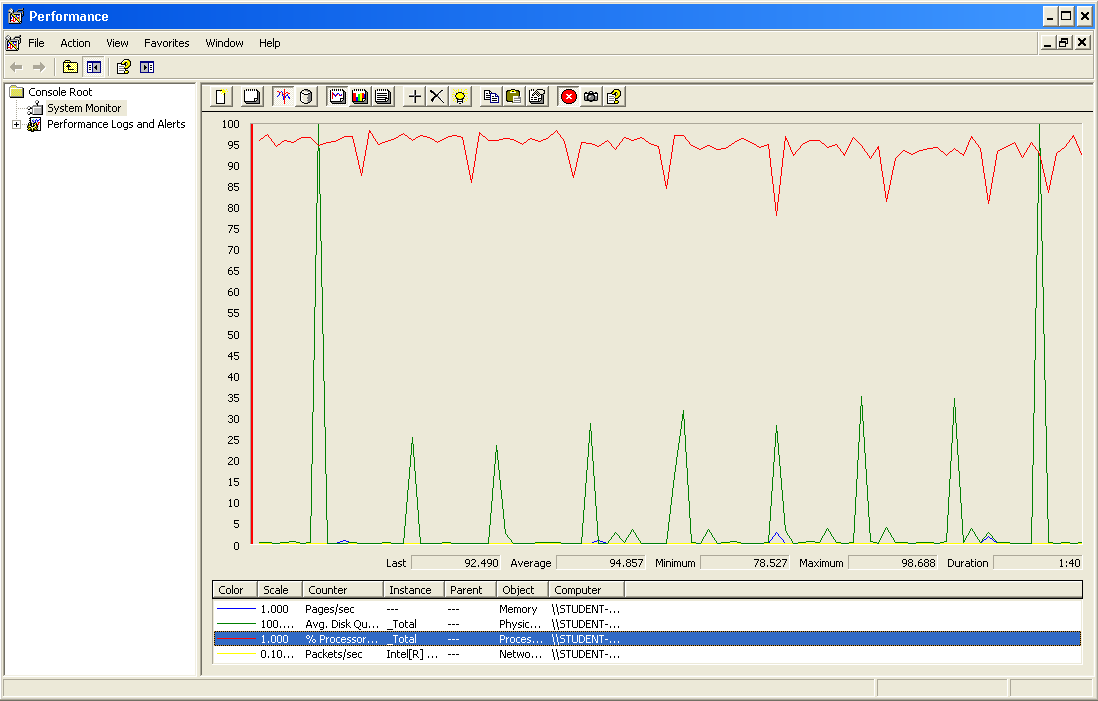 Performance
File Action View Favorites Window Help
Console Root
System Monitor
Performance Logs and Alerts
100
95
90
85
80
75
70
65
60
55
50
45
40
35
30
25
20
15
10
5
0
Last 92.490 Average 94.857 Minimum 78.527 Maximum 98.688 Duration 1:40
Color Scale Counter Instance Parent Object Computer
1.000 Pages/sec --- --- Memory \\STUDENT-...
100.... Avg. Disk Qu... _Total --- Physic... \\STUDENT-...
1.000 % Processor... _Total --- Proces... \\STUDENT-...
0.10... Packets/sec Intel[R] ... --- Netwo... \\STUDENT-...